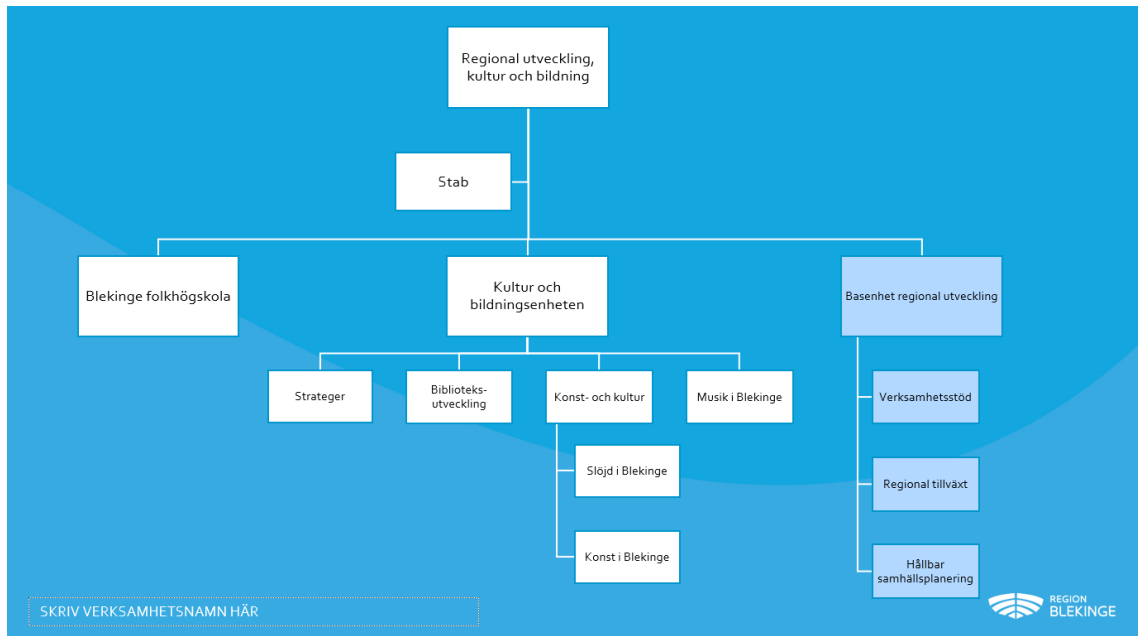 Regional utveckling,
kultur och bildning
Stab
Blekinge folkhögskola
Kultur och
bildningsenheten
Basenhet regional utveckling
Strateger
Biblioteks-
utveckling
Konst- och kultur
Musik i Blekinge
Verksamhetsstöd
Slöjd i Blekinge
Regional tillväxt
Konst i Blekinge
Hållbar
samhällsplanering
SKRIV VERKSAMHETSNAMN HÄR
REGION
BLEKINGE